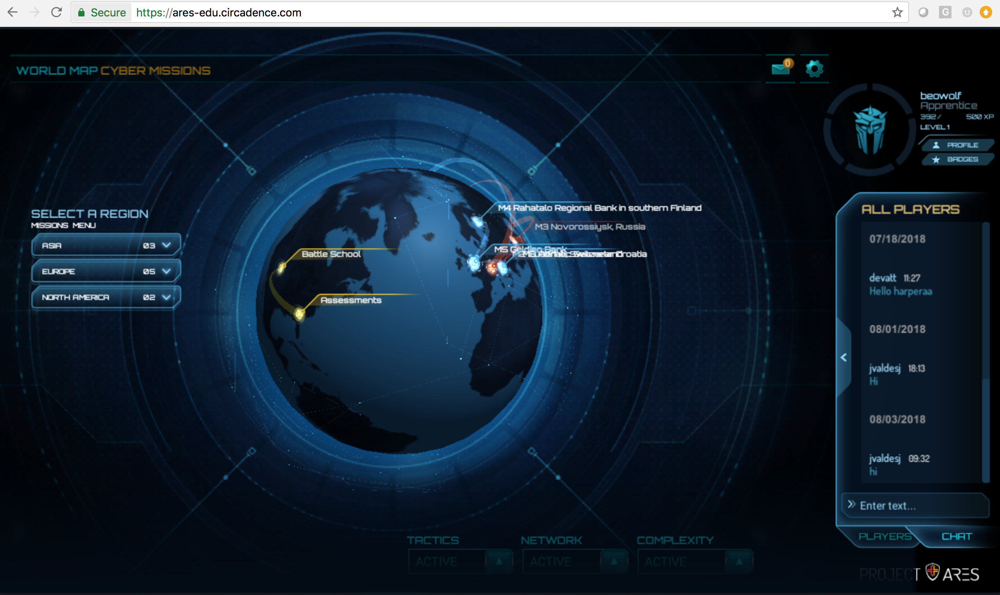 Secure https://ares-edu.circadence.com
G
U
WORLD MAP CYBER MISSIONS
0
beowolf
Apprentice
392 / 500 XP
LEVEL 1
PROFILE
BADGES
SELECT A REGION
MISSIONS MENU
ASIA 03
EUROPE 05
NORTH AMERICA 02
M4 Rahatalo Regional Bank in southern Finland
M3 Novorossiysk, Russia
M5 Goldien Bank
Croatia
Battle School
Assessments
ALL PLAYERS
07/18/2018
devatt 11:27
Hello harperaa
08/01/2018
jvaldesj 18:13
Hi
08/03/2018
jvaldesj 09:32
hi
Enter text...
PLAYERS CHAT
TACTICS NETWORK COMPLEXITY
ACTIVE ACTIVE ACTIVE
PROJECT ARES